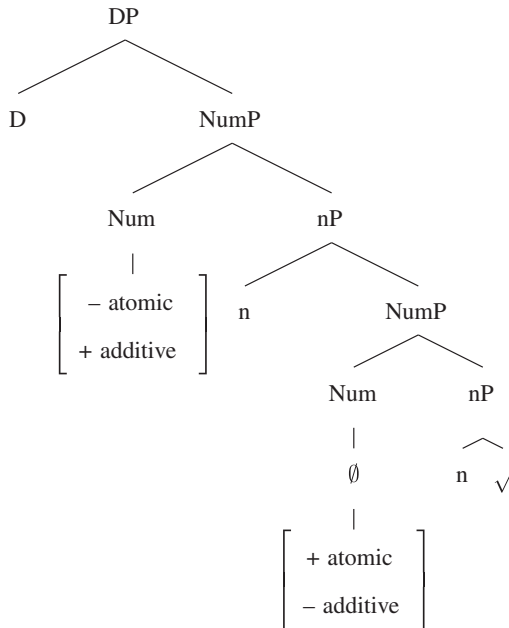 DP
D NumP
Num nP
– atomic
+ additive
n NumP
Num nP
∅ n √
+ atomic
– additive